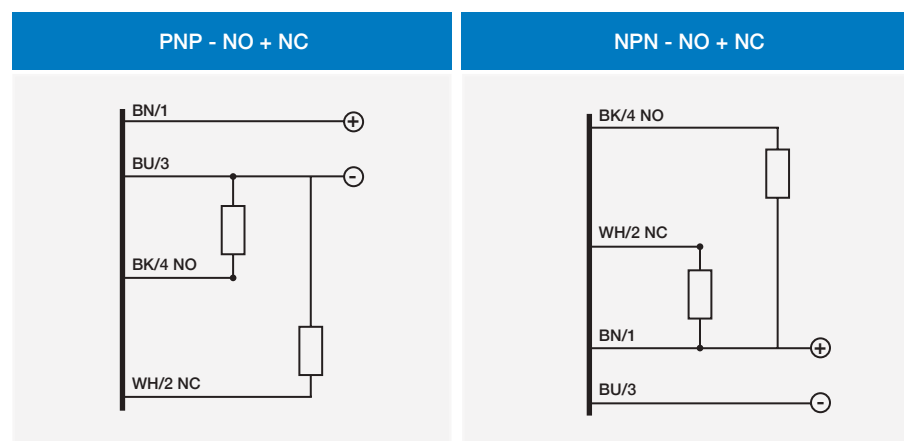 PNP - NO + NC
BN/1
+
BU/3
-
BK/4 NO
WH/2 NC
NPN - NO + NC
BK/4 NO
WH/2 NC
BN/1
+
BU/3
-